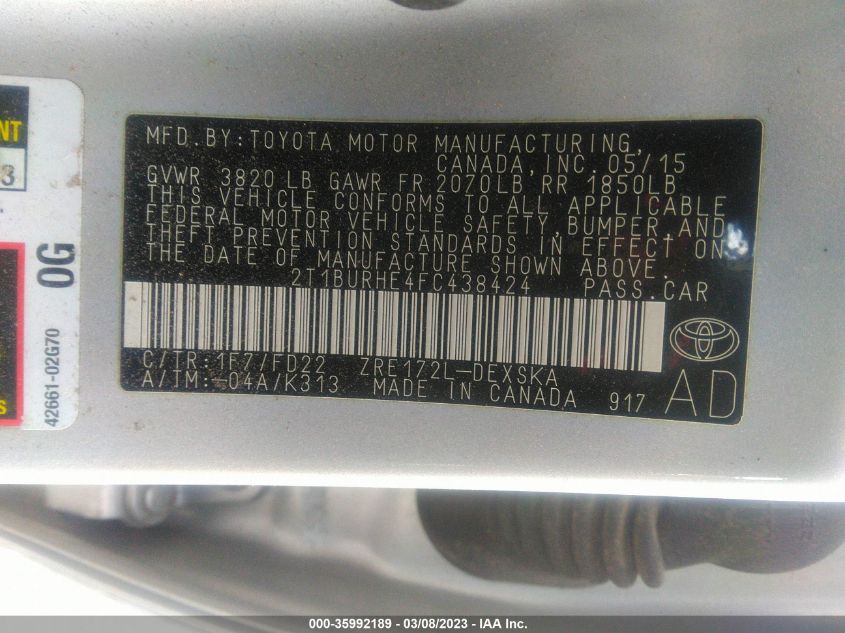 NT
3
MFD.BY:TOYOTA MOTOR MANUFACTURING,
CANADA,INC.05/15
GVWR 3820 LB GAWR FR 2070LB RR 1850LB
THIS VEHICLE CONFORMS TO ALL APPLICABLE
FEDERAL MOTOR VEHICLE SAFETY,BUMPER,AND
THEFT PREVENTION STANDARDS IN EFFECT ON
THE DATE OF MANUFACTURE SHOWN ABOVE.
2T1BURHE4FC438424 PASS.CAR
C/TR:1F7/FD22 ZRE172L-DEXSKA
A/TM:-04A/K313 MADE IN CANADA 917 AD
0G
42661-02G70
S
000-35992189 - 03/08/2023 - IAA Inc.